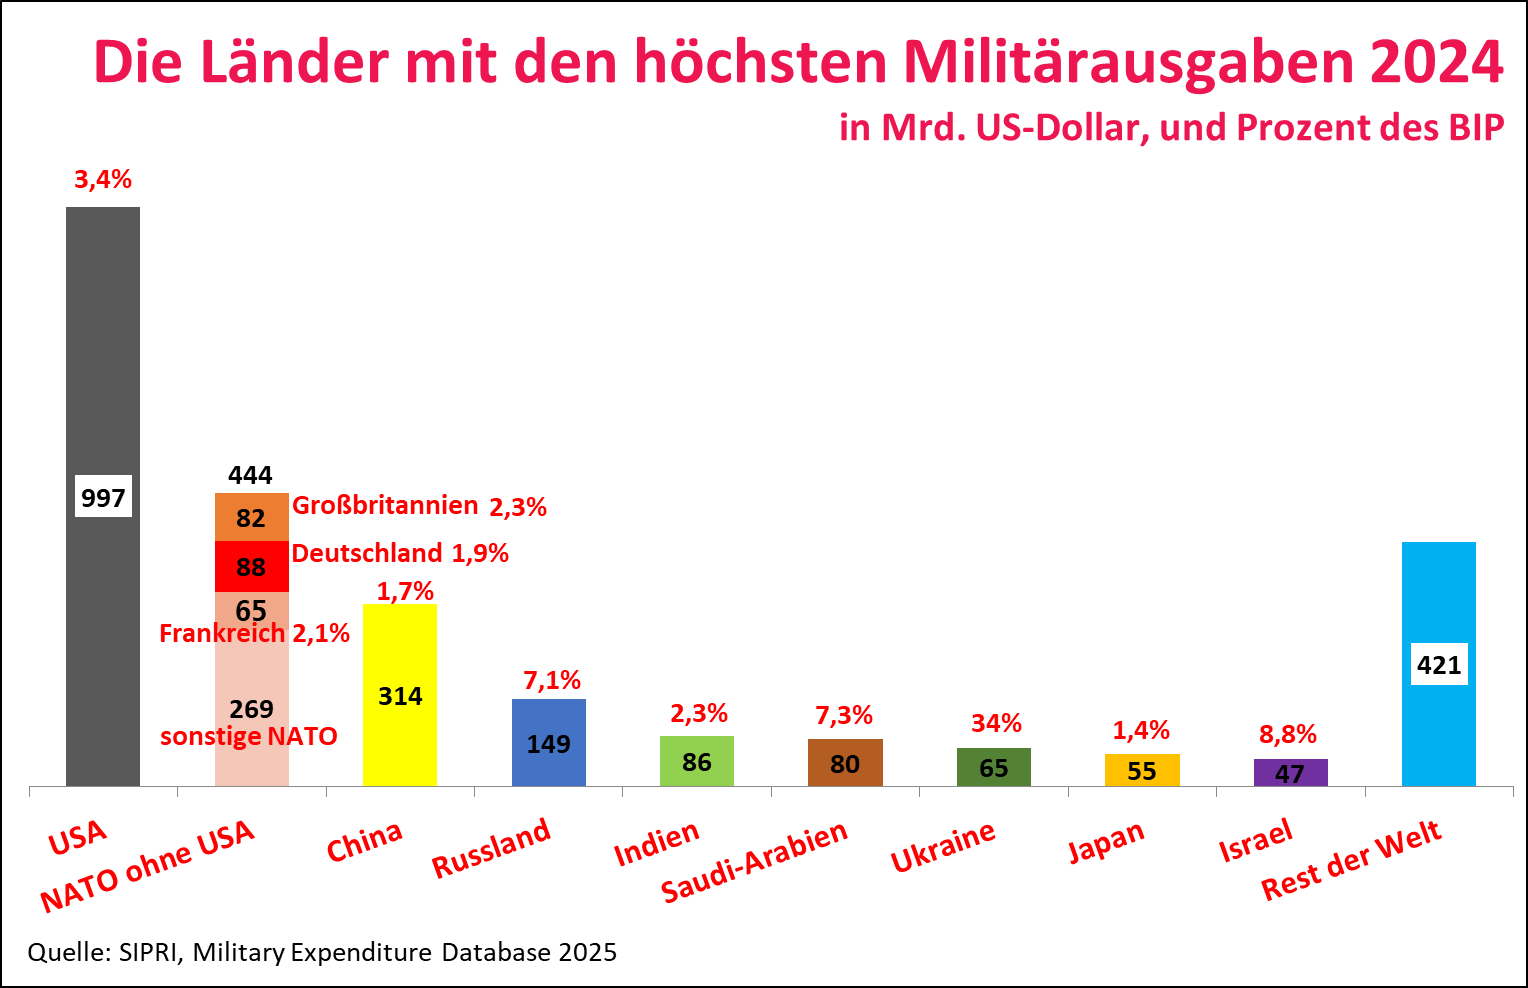 Die Länder mit den höchsten Militärausgaben 2024
in Mrd. US-Dollar, und Prozent des BIP
3,4%
997
444
82
Großbritannien 2,3%
88
Deutschland 1,9%
65
Frankreich 2,1%
269
sonstige NATO
1,7%
314
7,1%
149
2,3%
86
7,3%
80
34%
65
1,4%
55
8,8%
47
421
USA
NATO ohne USA
China
Russland
Indien
Saudi-Arabien
Ukraine
Japan
Israel
Rest der Welt
Quelle: SIPRI, Military Expenditure Database 2025